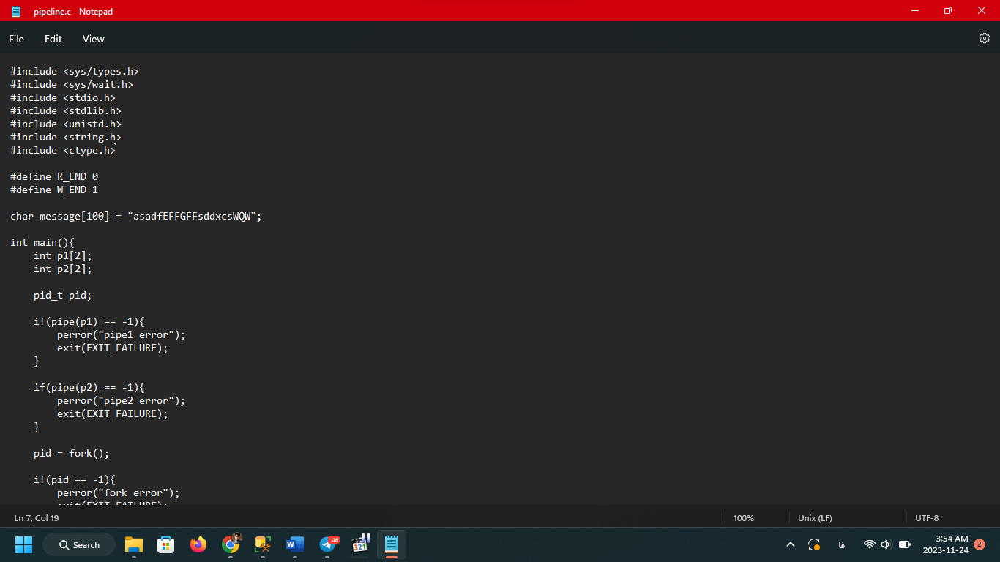 pipeline.c - Notepad
File Edit View
#include <sys/types.h>
#include <sys/wait.h>
#include <stdio.h>
#include <stdlib.h>
#include <unistd.h>
#include <string.h>
#include <ctype.h>
#define R_END 0
#define W_END 1
char message[100] = "asadfEFFGFFsddxcsWQW";
int main(){
int p1[2];
int p2[2];
pid_t pid;
if(pipe(p1) == -1){
perror("pipe1 error");
exit(EXIT_FAILURE);
}
if(pipe(p2) == -1){
perror("pipe2 error");
exit(EXIT_FAILURE);
}
pid = fork();
if(pid == -1){
perror("fork error");
exit(EXIT_FAILURE);
Ln 7, Col 19 100% Unix (LF) UTF-8
Search 46 321 فا 3:54 AM 2
2023-11-24